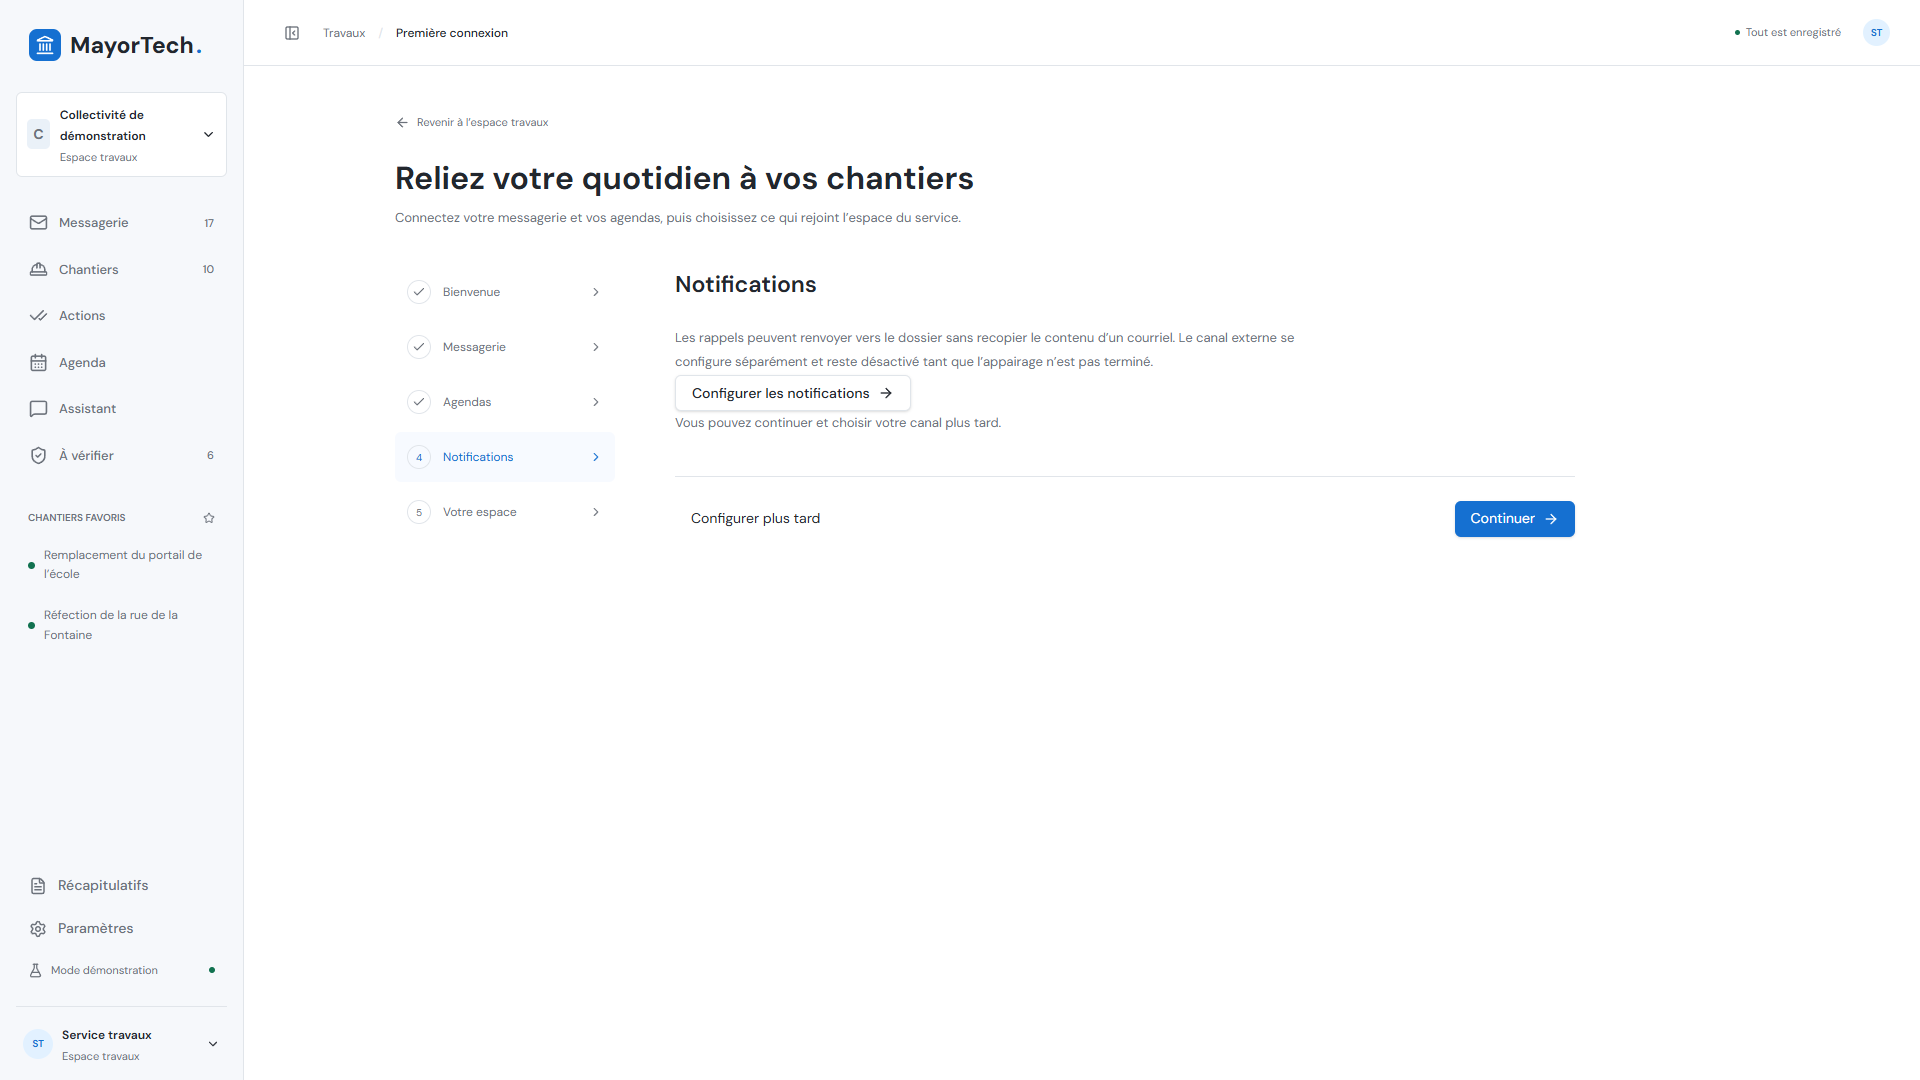 MayorTech.
Travaux / Première connexion
Tout est enregistré
ST
C
Collectivité de
démonstration
Espace travaux
Messagerie 17
Chantiers 10
Actions
Agenda
Assistant
À vérifier 6
CHANTIERS FAVORIS
Remplacement du portail de
l’école
Réfection de la rue de la
Fontaine
Récapitulatifs
Paramètres
Mode démonstration
ST
Service travaux
Espace travaux
Revenir à l’espace travaux
Reliez votre quotidien à vos chantiers
Connectez votre messagerie et vos agendas, puis choisissez ce qui rejoint l’espace du service.
Bienvenue
Messagerie
Agendas
4 Notifications
5 Votre espace
Notifications
Les rappels peuvent renvoyer vers le dossier sans recopier le contenu d’un courriel. Le canal externe se
configure séparément et reste désactivé tant que l’appairage n’est pas terminé.
Configurer les notifications
Vous pouvez continuer et choisir votre canal plus tard.
Configurer plus tard
Continuer